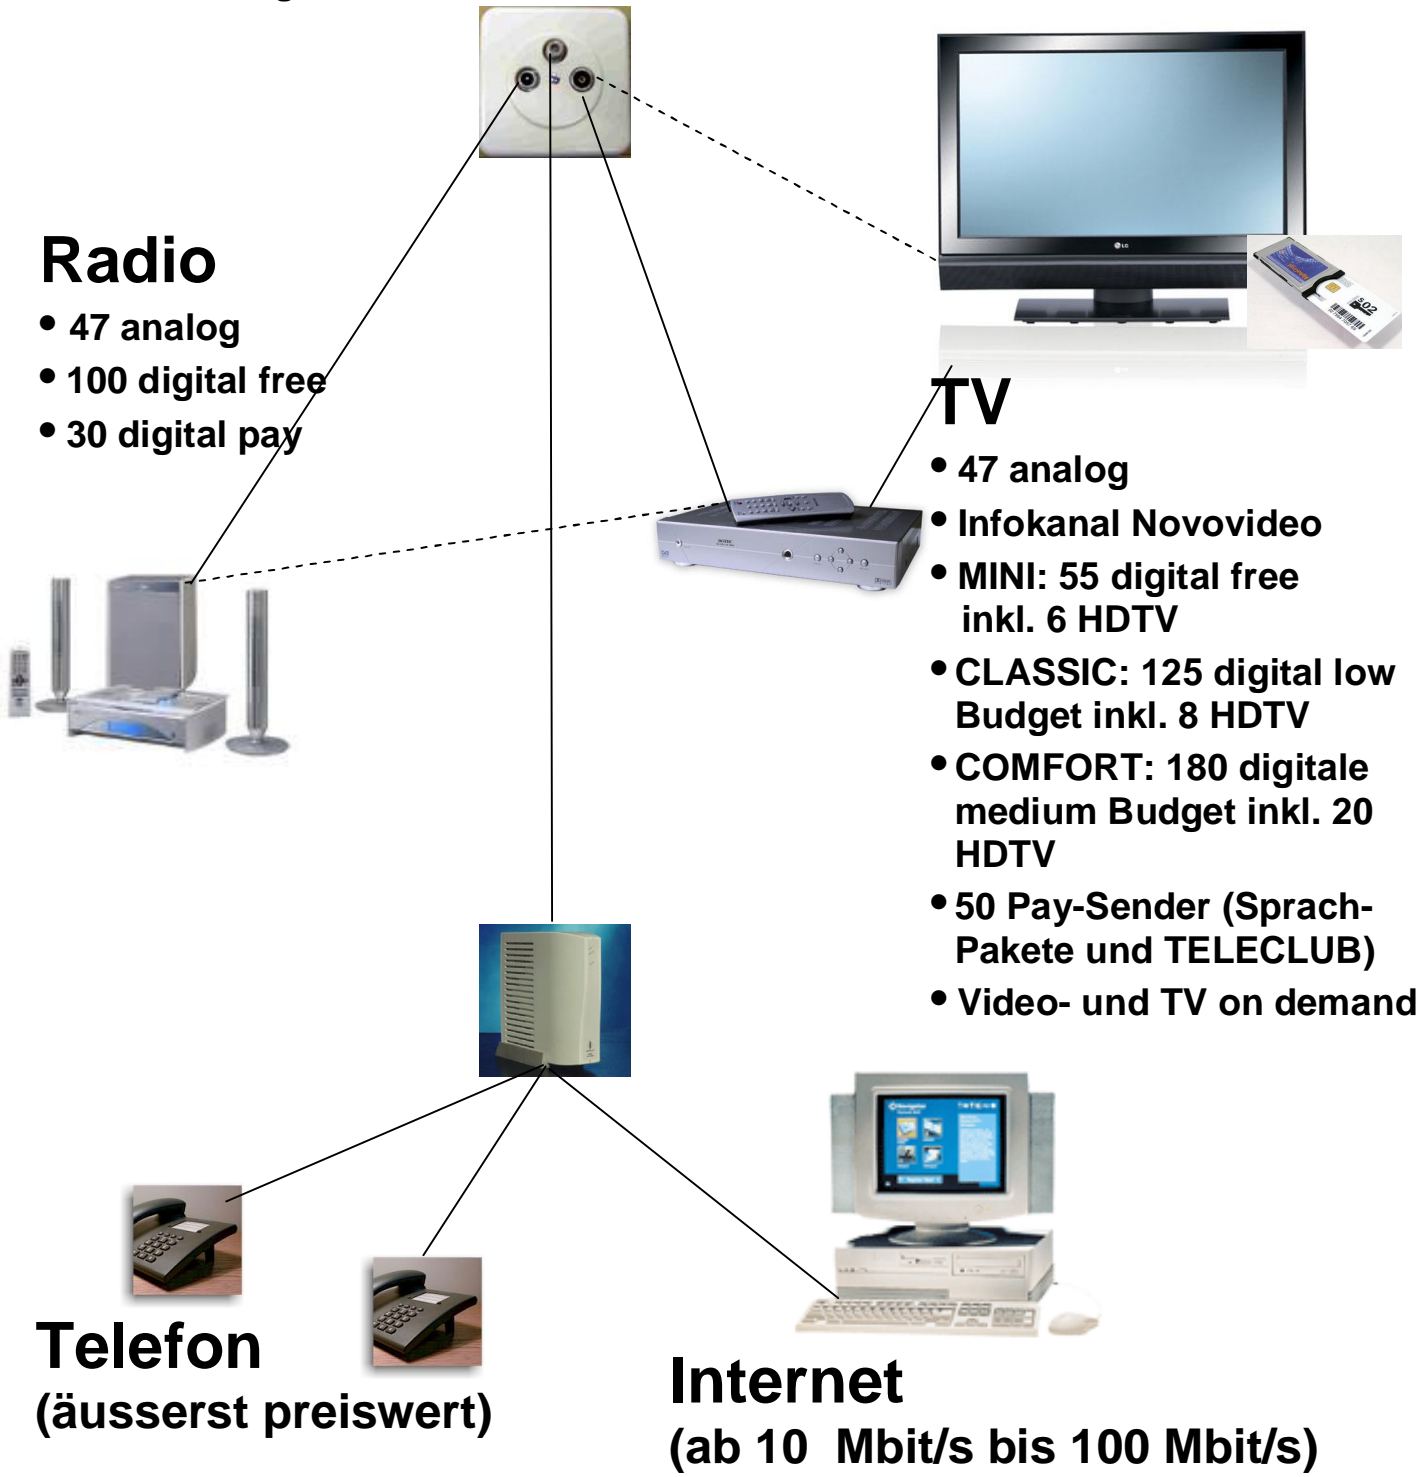 Radio
• 47 analog
• 100 digital free
• 30 digital pay
LG
S02
TV
• 47 analog
• Infokanal Novovideo
• MINI: 55 digital free
inkl. 6 HDTV
• CLASSIC: 125 digital low
Budget inkl. 8 HDTV
• COMFORT: 180 digitale
medium Budget inkl. 20
HDTV
• 50 Pay-Sender (Sprach-
Pakete und TELECLUB)
• Video- und TV on demand
Telefon
(äusserst preiswert)
Internet
(ab 10 Mbit/s bis 100 Mbit/s)